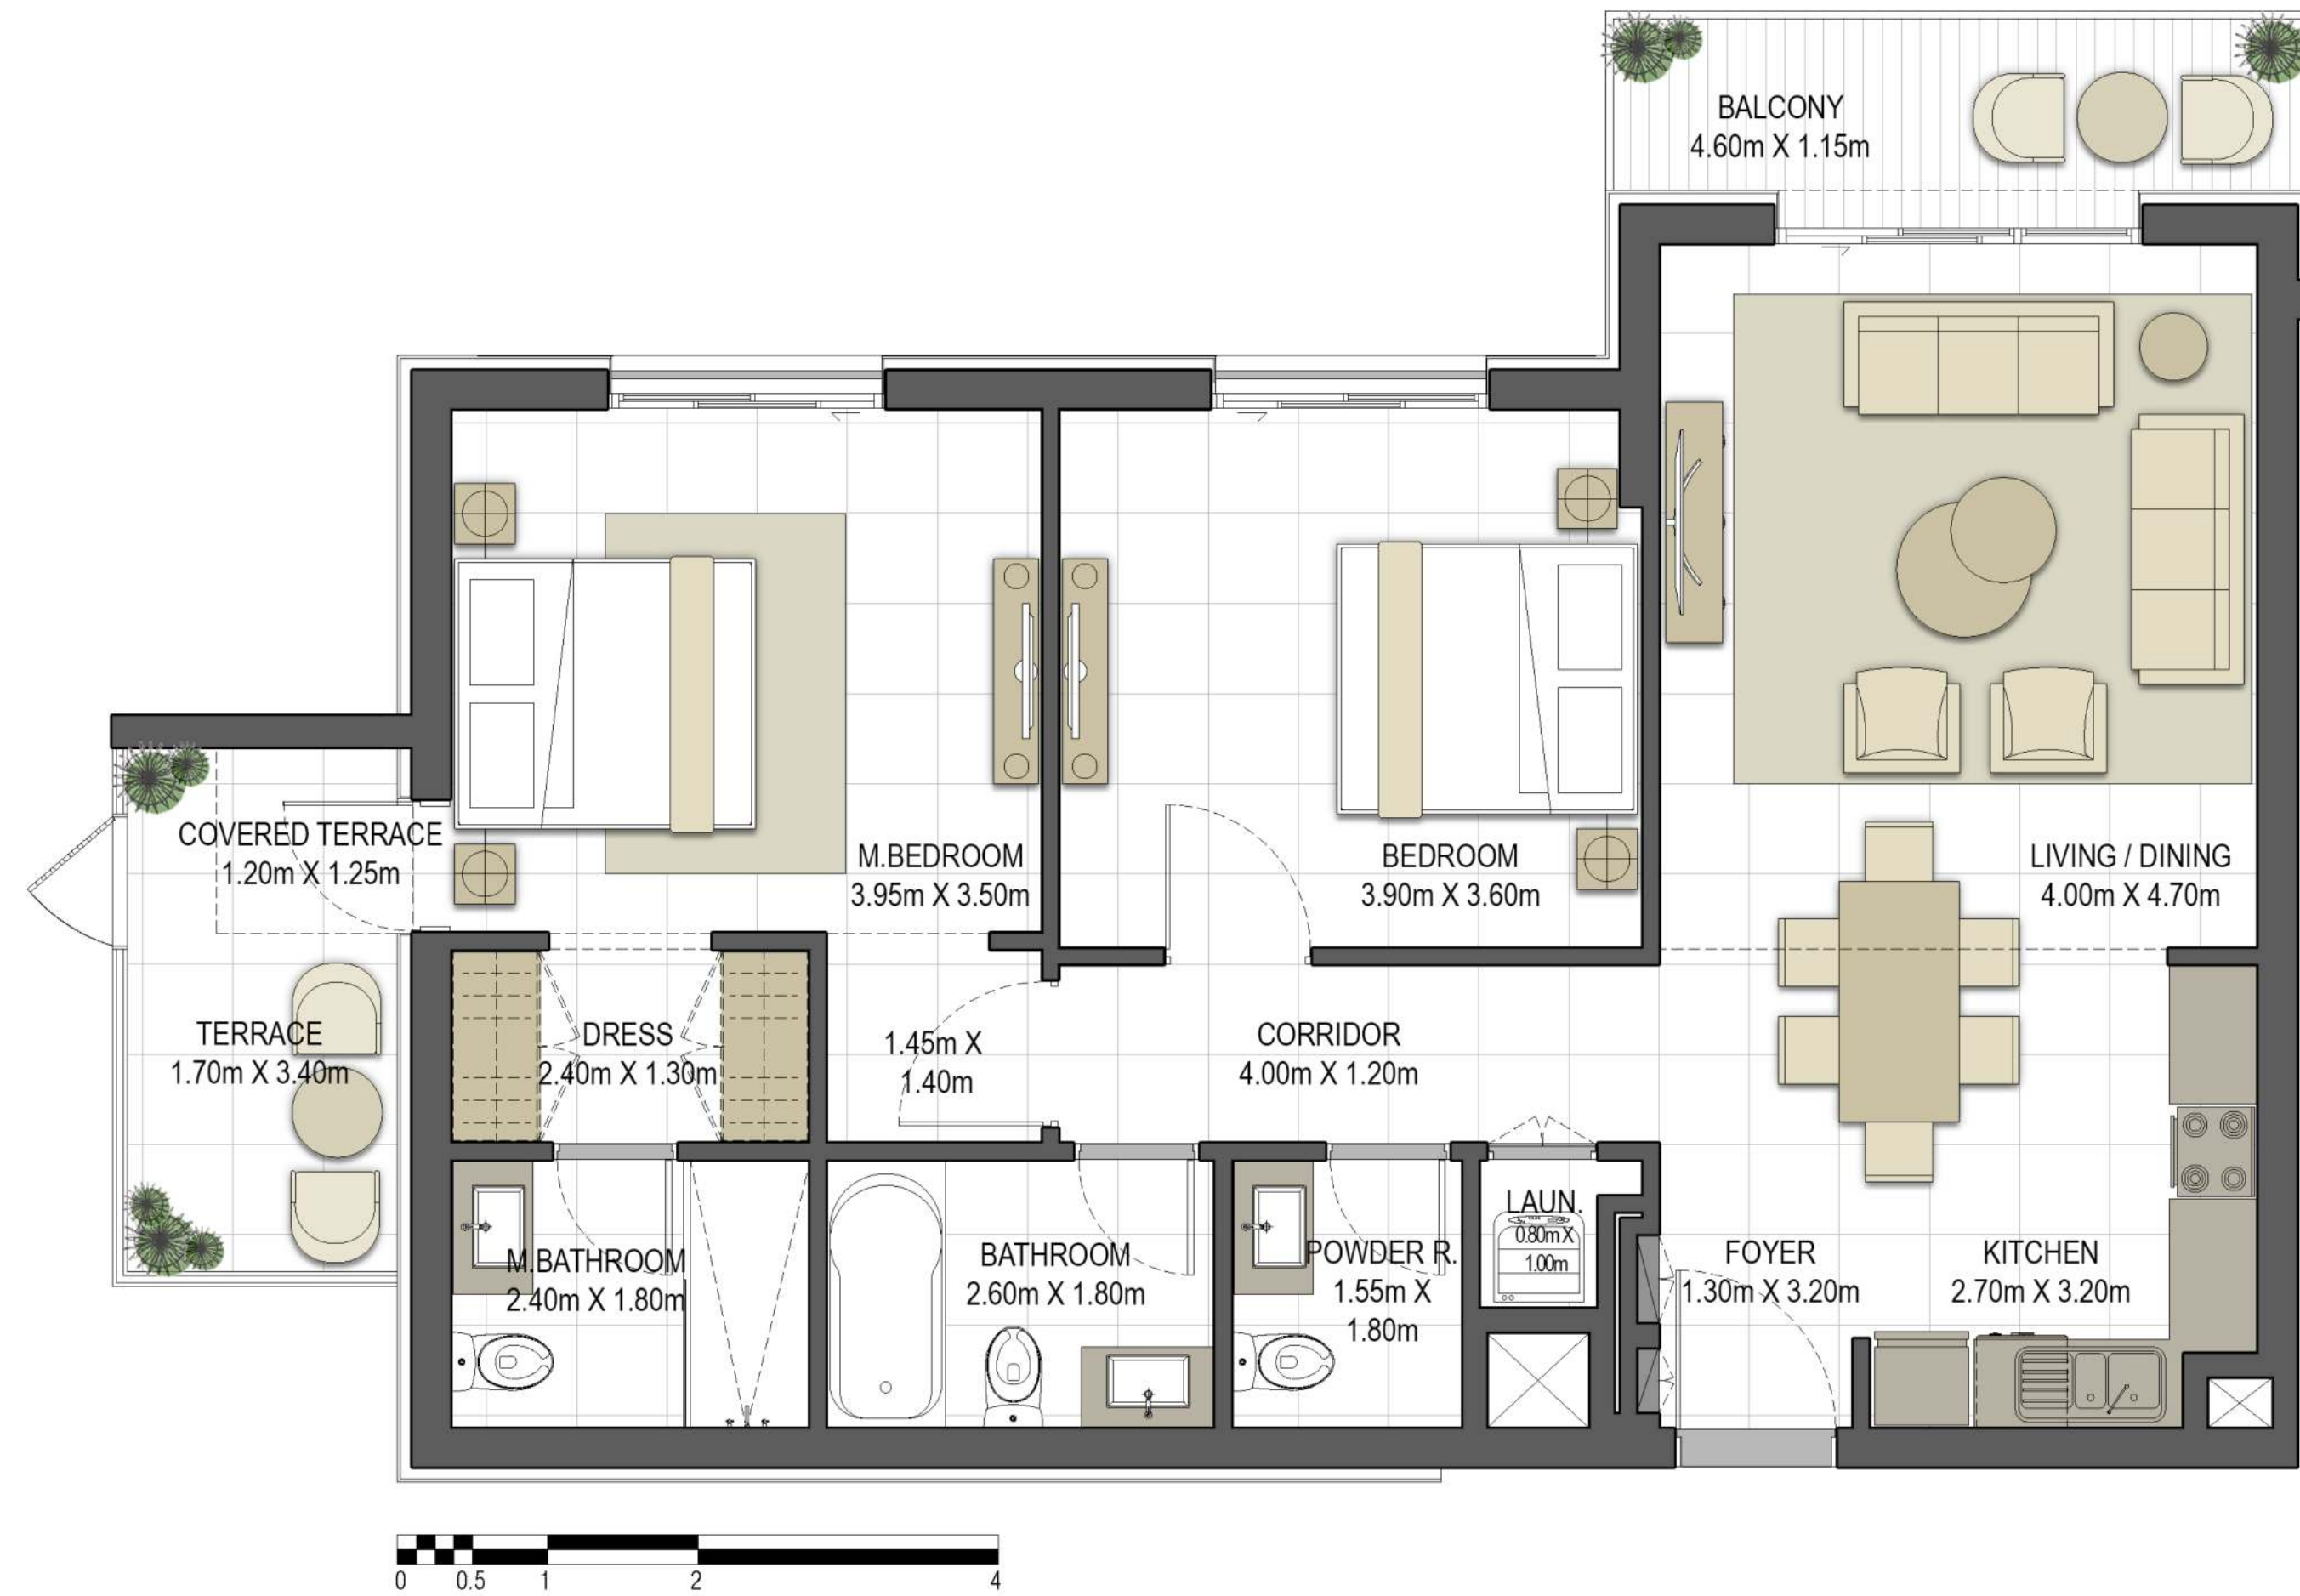 BALCONY
4.60m X 1.15m
COVERED TERRACE
1.20m X 1.25m
M.BEDROOM
3.95m X 3.50m
BEDROOM
3.90m X 3.60m
LIVING / DINING
4.00m X 4.70m
TERRACE
1.70m X 3.40m
DRESS
2.40m X 1.30m
1.45m X
1.40m
CORRIDOR
4.00m X 1.20m
M.BATHROOM
2.40m X 1.80m
BATHROOM
2.60m X 1.80m
POWDER R.
1.55m X
1.80m
LAUN.
0.80m X
1.00m
FOYER
1.30m X 3.20m
KITCHEN
2.70m X 3.20m
0 0.5 1 2 4